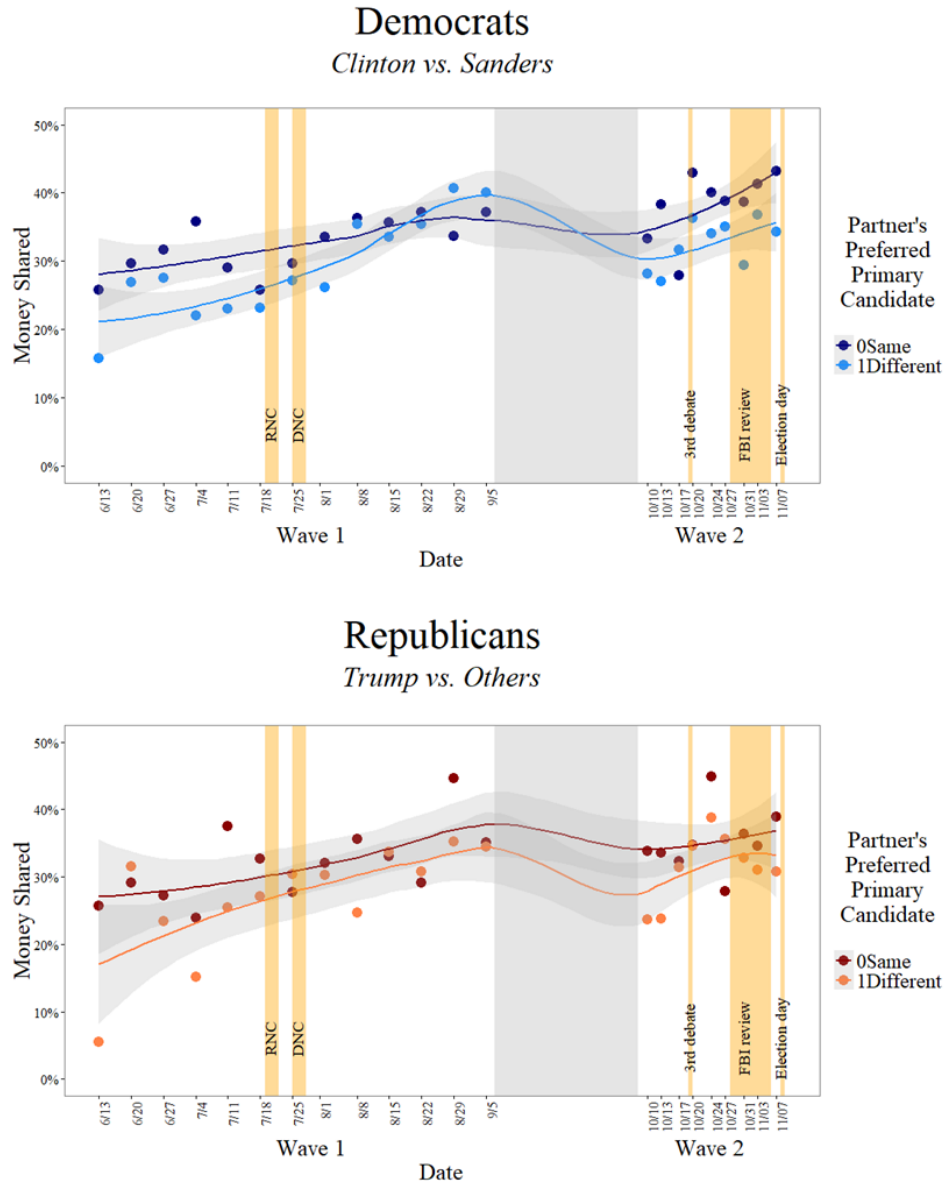 Democrats
Clinton vs. Sanders
50%
40%
30%
20%
10%
0%
Money Shared
RNC
DNC
3rd debate
FBI review
Election day
6/13
6/20
6/27
7/4
7/11
7/18
7/25
8/1
8/8
8/15
8/22
8/29
9/5
10/10
10/13
10/17
10/20
10/24
10/27
10/31
11/03
11/07
Wave 1
Wave 2
Date
Partner's
Preferred
Primary
Candidate
0Same
1Different
Republicans
Trump vs. Others
50%
40%
30%
20%
10%
0%
Money Shared
RNC
DNC
3rd debate
FBI review
Election day
6/13
6/20
6/27
7/4
7/11
7/18
7/25
8/1
8/8
8/15
8/22
8/29
9/5
10/10
10/13
10/17
10/20
10/24
10/27
10/31
11/03
11/07
Wave 1
Wave 2
Date
Partner's
Preferred
Primary
Candidate
0Same
1Different